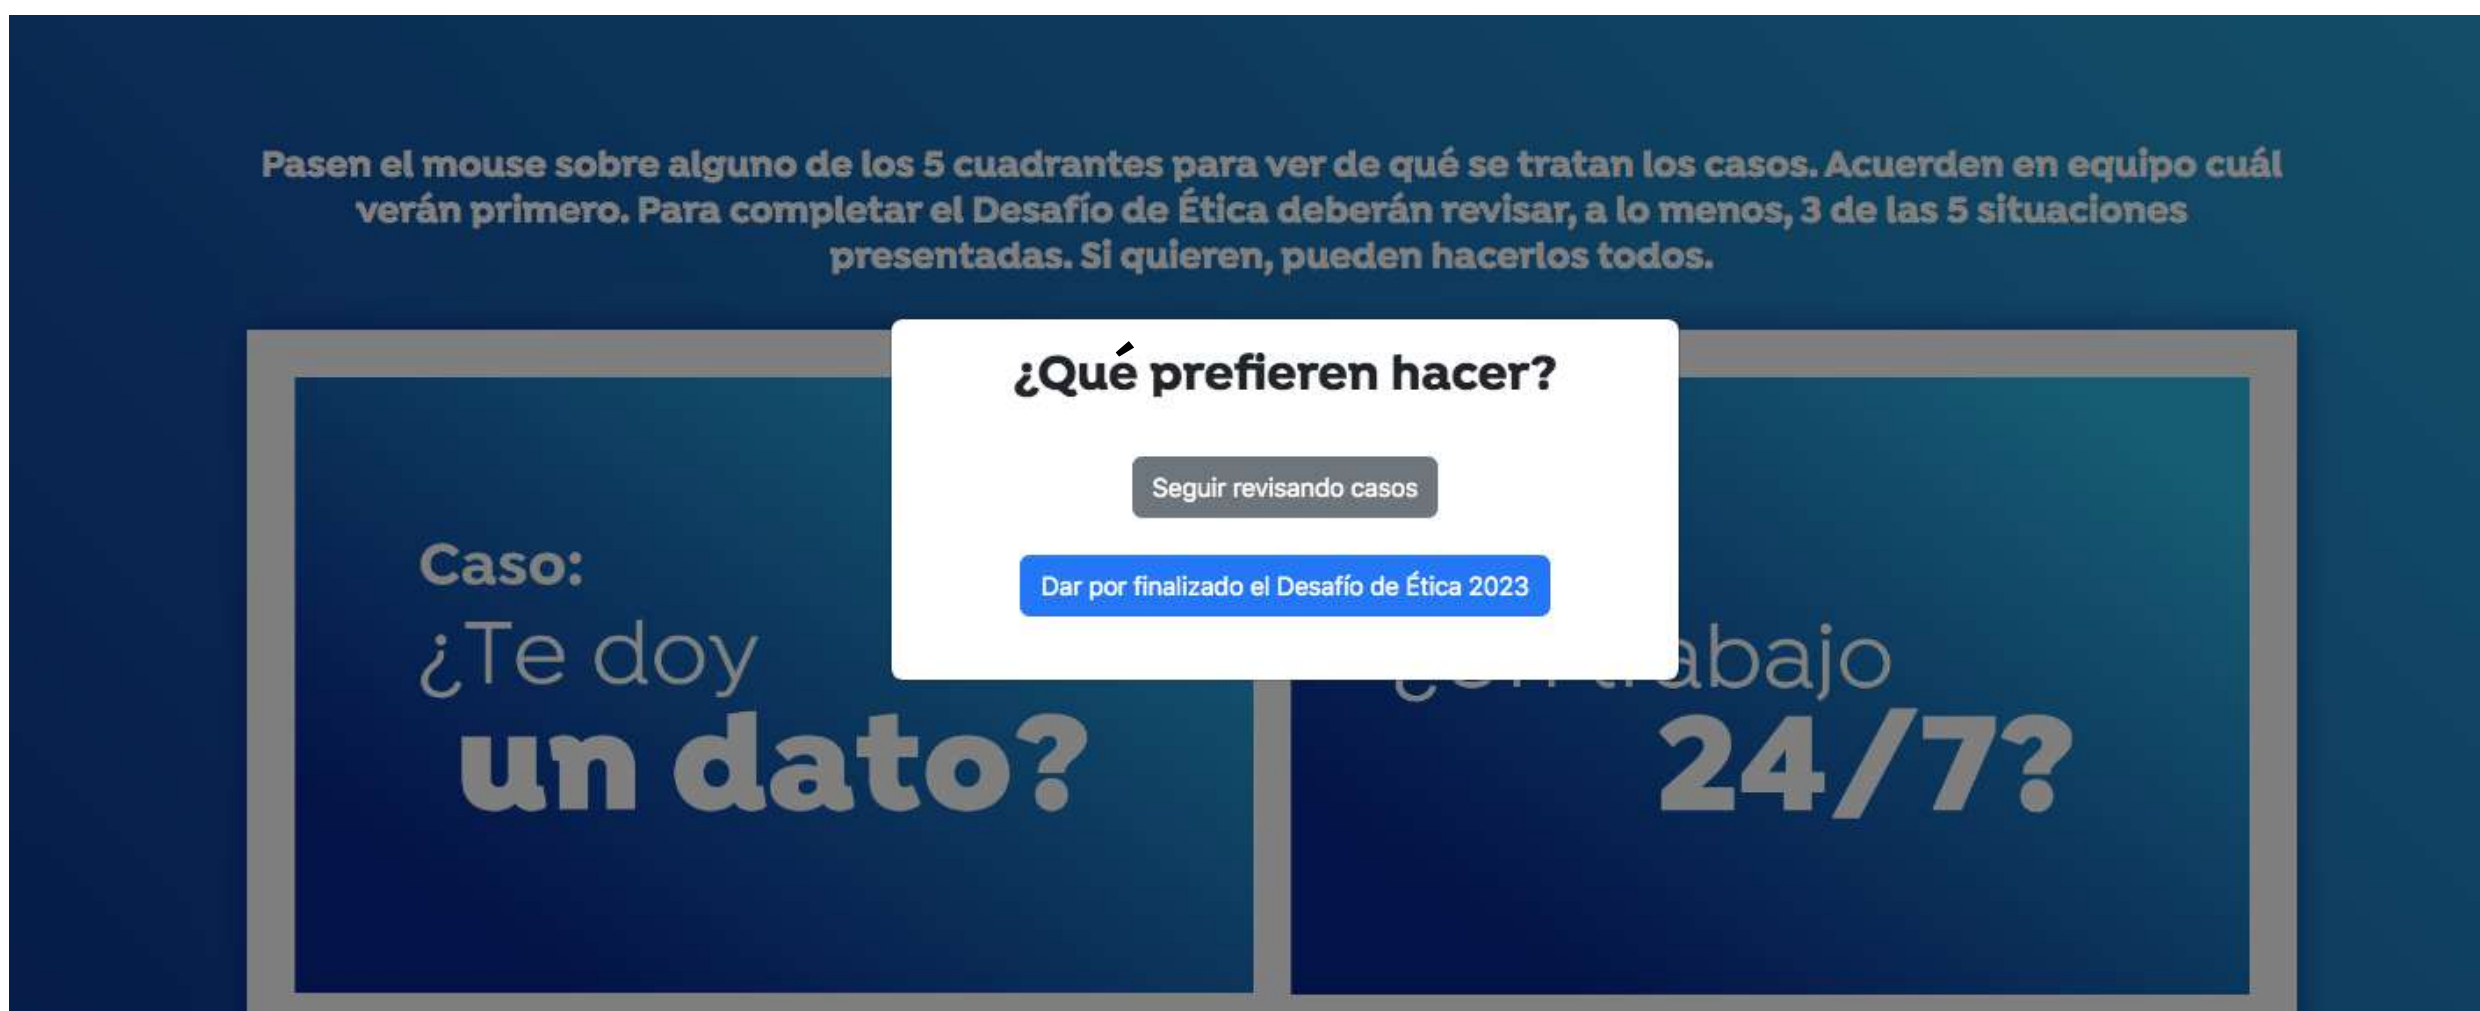 Pasen el mouse sobre alguno de los 5 cuadrantes para ver de qué se tratan los casos. Acuerden en equipo cuál
verán primero. Para completar el Desafío de Ética deberán revisar, a lo menos, 3 de las 5 situaciones
presentadas. Si quieren, pueden hacerlos todos.
¿Qué prefieren hacer?
Seguir revisando casos
Dar por finalizado el Desafío de Ética 2023
Caso:
¿Te doy
un dato?
24/7?